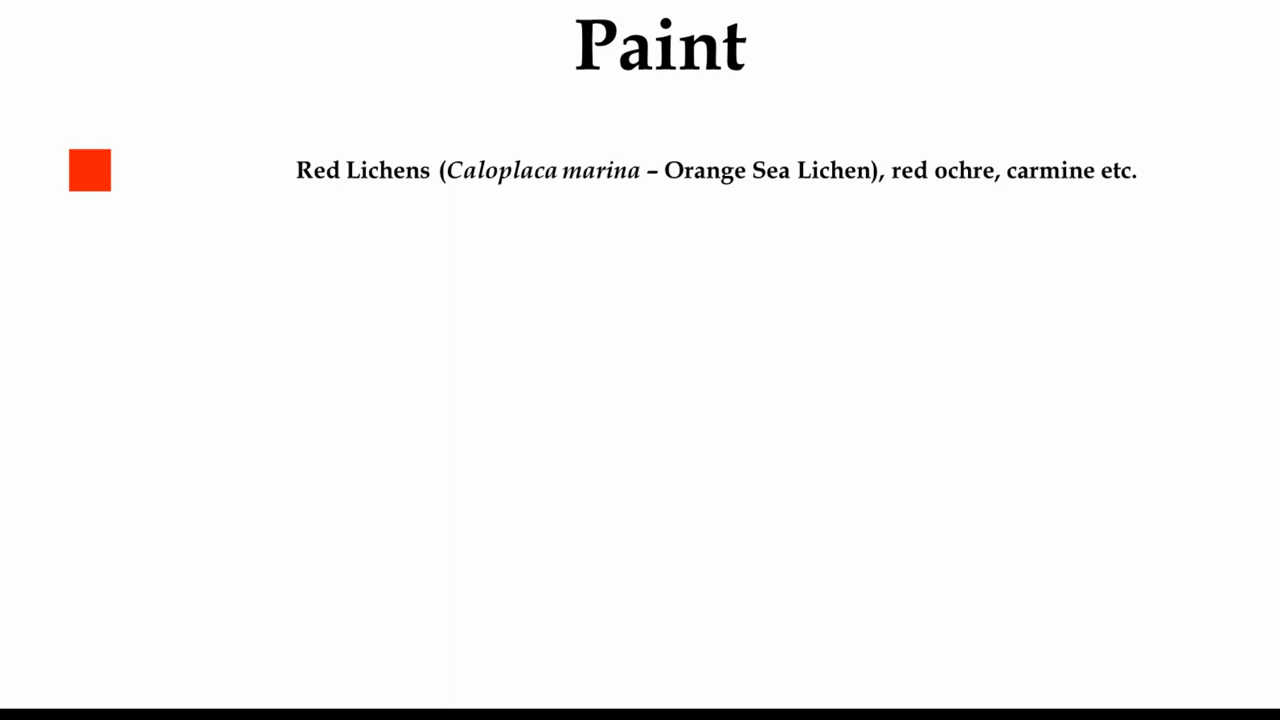 Paint
Red Lichens (Caloplaca marina – Orange Sea Lichen), red ochre, carmine etc.